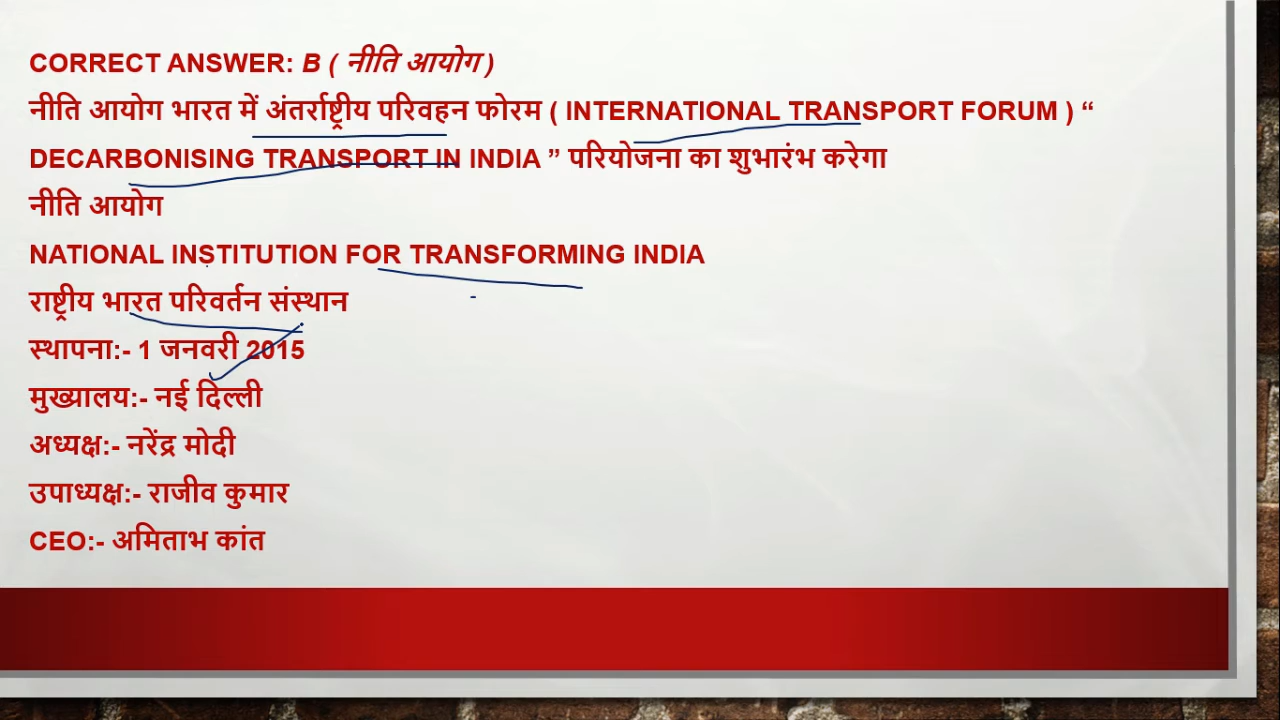 CORRECT ANSWER: B ( नीति आयोग )
नीति आयोग भारत में अंतर्राष्ट्रीय परिवहन फोरम ( INTERNATIONAL TRANSPORT FORUM ) “
DECARBONISING TRANSPORT IN INDIA ” परियोजना का शुभारंभ करेगा
नीति आयोग
NATIONAL INSTITUTION FOR TRANSFORMING INDIA
राष्ट्रीय भारत परिवर्तन संस्थान
स्थापना:- 1 जनवरी 2015
मुख्यालय:- नई दिल्ली
अध्यक्ष:- नरेंद्र मोदी
उपाध्यक्ष:- राजीव कुमार
CEO:- अमिताभ कांत